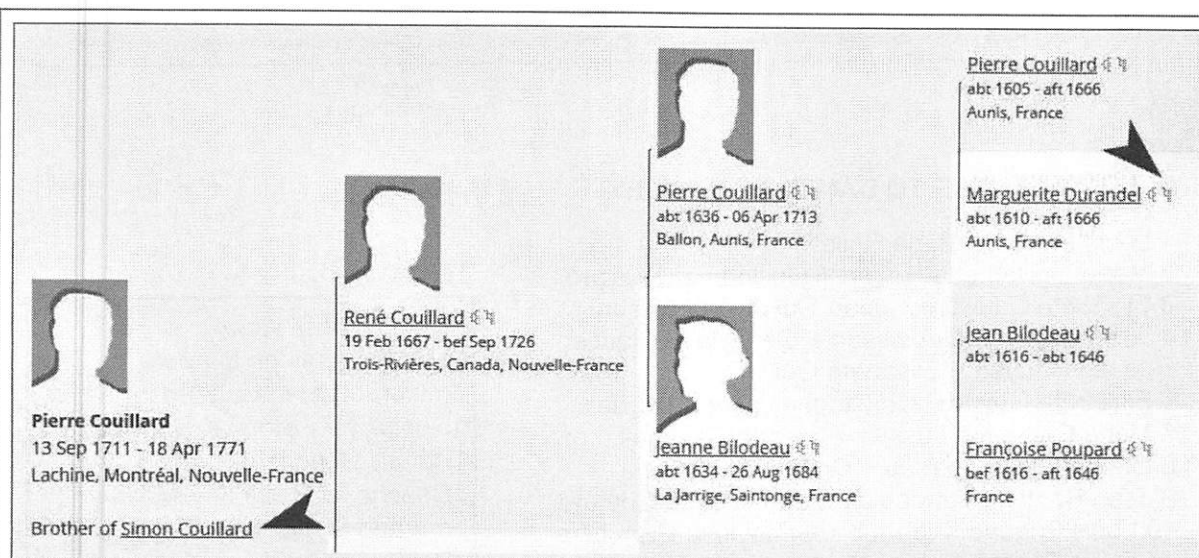 Pierre Couillard
13 Sep 1711 - 18 Apr 1771
Lachine, Montréal, Nouvelle-France
Brother of Simon Couillard
René Couillard
19 Feb 1667 - bef Sep 1726
Trois-Rivières, Canada, Nouvelle-France
Pierre Couillard
abt 1636 - 06 Apr 1713
Ballon, Aunis, France
Jeanne Bilodeau
abt 1634 - 26 Aug 1684
La Jarrige, Saintonge, France
Pierre Couillard
abt 1605 - aft 1666
Aunis, France
Marguerite Durandel
abt 1610 - aft 1666
Aunis, France
Jean Bilodeau
abt 1616 - abt 1646
Françoise Poupard
bef 1616 - aft 1646
France